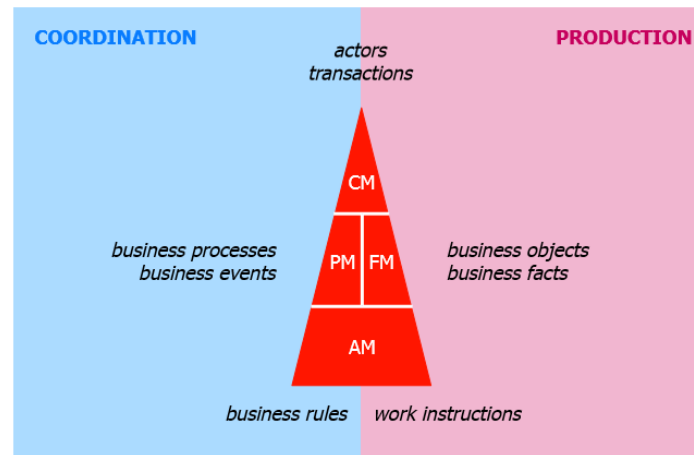 COORDINATION
PRODUCTION
actors
transactions
CM
business processes
business events
PM
FM
business objects
business facts
AM
business rules
work instructions